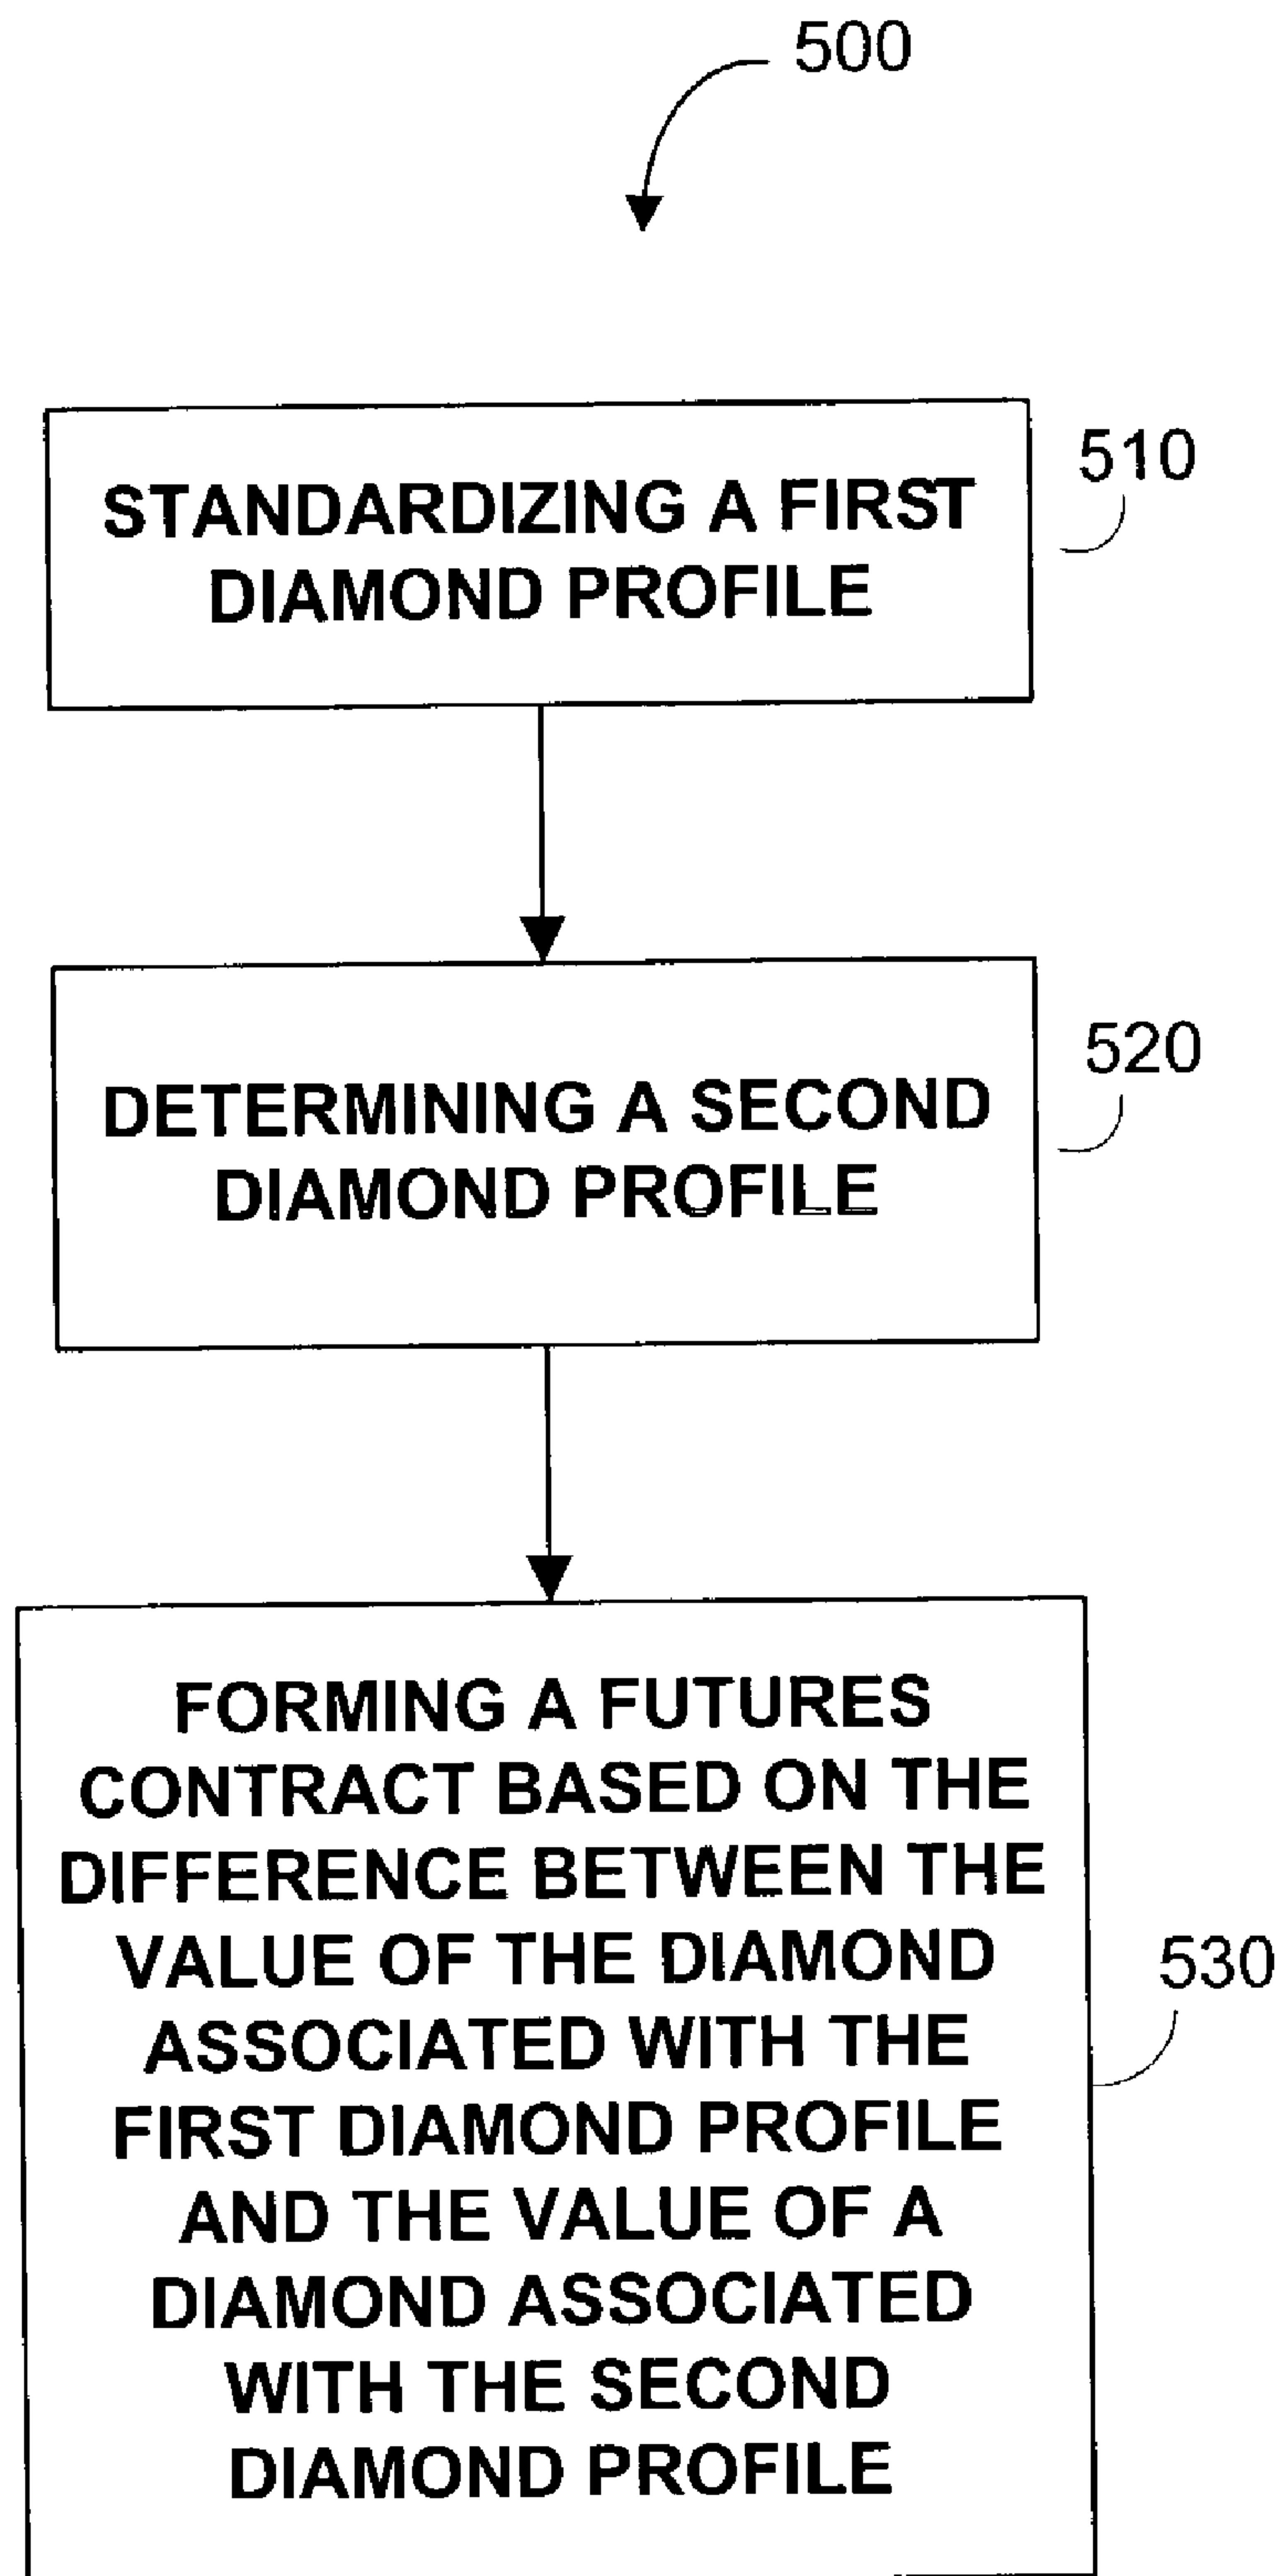 500
STANDARDIZING A FIRST
DIAMOND PROFILE
510
DETERMINING A SECOND
DIAMOND PROFILE
520
FORMING A FUTURES
CONTRACT BASED ON THE
DIFFERENCE BETWEEN THE
VALUE OF THE DIAMOND
ASSOCIATED WITH THE
FIRST DIAMOND PROFILE
AND THE VALUE OF A
DIAMOND ASSOCIATED
WITH THE SECOND
DIAMOND PROFILE
530